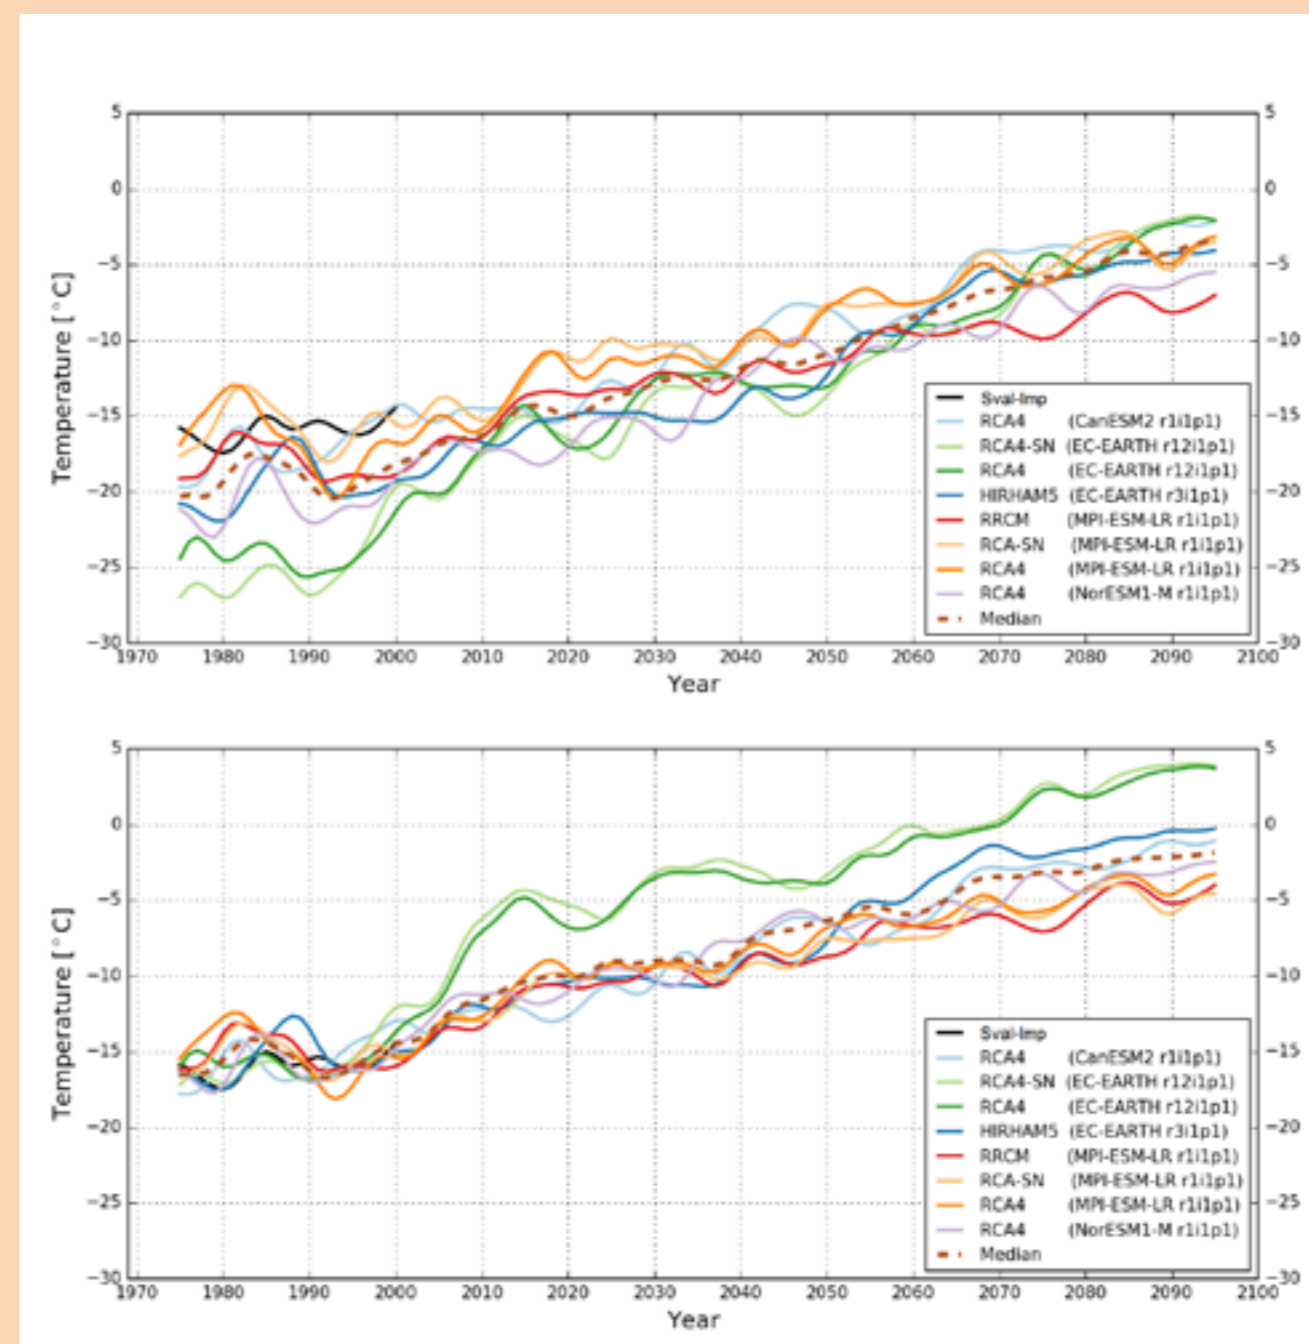 5
5
0
0
−5
−5
−10
−10
−15
−15
−20
−20
−25
−25
−30
−30
Temperature [°C]
Sval-Imp
RCA4 (CanESM2 r1i1p1)
RCA4-SN (EC-EARTH r12i1p1)
RCA4 (EC-EARTH r12i1p1)
HIRHAM5 (EC-EARTH r3i1p1)
RRCM (MPI-ESM-LR r1i1p1)
RCA-SN (MPI-ESM-LR r1i1p1)
RCA4 (MPI-ESM-LR r1i1p1)
RCA4 (NorESM1-M r1i1p1)
Median
1970 1980 1990 2000 2010 2020 2030 2040 2050 2060 2070 2080 2090 2100
Year
5
5
0
0
−5
−5
−10
−10
−15
−15
−20
−20
−25
−25
−30
−30
Temperature [°C]
Sval-Imp
RCA4 (CanESM2 r1i1p1)
RCA4-SN (EC-EARTH r12i1p1)
RCA4 (EC-EARTH r12i1p1)
HIRHAM5 (EC-EARTH r3i1p1)
RRCM (MPI-ESM-LR r1i1p1)
RCA-SN (MPI-ESM-LR r1i1p1)
RCA4 (MPI-ESM-LR r1i1p1)
RCA4 (NorESM1-M r1i1p1)
Median
1970 1980 1990 2000 2010 2020 2030 2040 2050 2060 2070 2080 2090 2100
Year